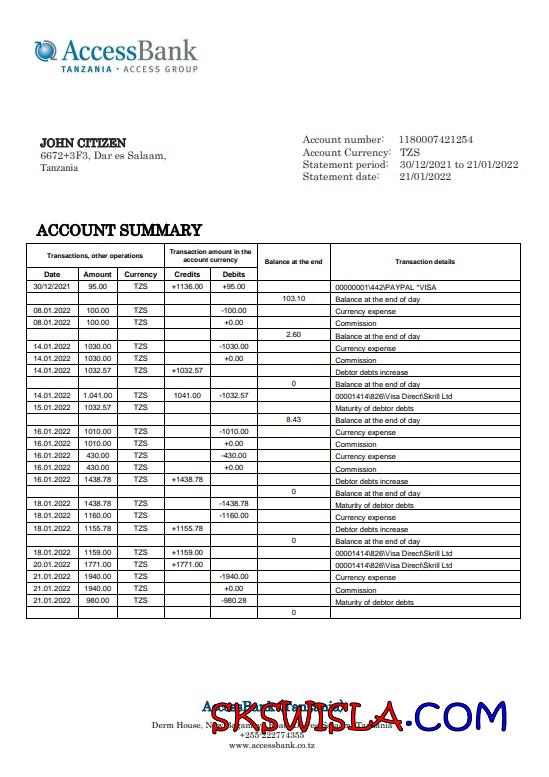 AccessBank
TANZANIA • ACCESS GROUP
JOHN CITIZEN
6672+3F3, Dar es Salaam,
Tanzania
Account number: 1180007421254
Account Currency: TZS
Statement period: 30/12/2021 to 21/01/2022
Statement date: 21/01/2022
ACCOUNT SUMMARY
Transactions, other operations Transaction amount in the account currency Balance at the end Transaction details
Date Amount Currency Credits Debits
30/12/2021 95.00 TZS +1136.00 +95.00 00000001\442\PAYPAL *VISA
103.10 Balance at the end of day
08.01.2022 100.00 TZS -100.00 Currency expense
08.01.2022 100.00 TZS +0.00 Commission
2.60 Balance at the end of day
14.01.2022 1030.00 TZS -1030.00 Currency expense
14.01.2022 1030.00 TZS +0.00 Commission
14.01.2022 1032.57 TZS +1032.57 Debtor debts increase
0 Balance at the end of day
14.01.2022 1.041.00 TZS 1041.00 -1032.57 00001414\826\Visa Direct\Skrill Ltd
15.01.2022 1032.57 TZS Maturity of debtor debts
8.43 Balance at the end of day
16.01.2022 1010.00 TZS -1010.00 Currency expense
16.01.2022 1010.00 TZS +0.00 Commission
16.01.2022 430.00 TZS -430.00 Currency expense
16.01.2022 430.00 TZS +0.00 Commission
16.01.2022 1438.78 TZS +1438.78 Debtor debts increase
0 Balance at the end of day
18.01.2022 1438.78 TZS -1438.78 Maturity of debtor debts
18.01.2022 1160.00 TZS -1160.00 Currency expense
18.01.2022 1155.78 TZS +1155.78 Debtor debts increase
0 Balance at the end of day
18.01.2022 1159.00 TZS +1159.00 00001414\826\Visa Direct\Skrill Ltd
20.01.2022 1771.00 TZS +1771.00 00001414\826\Visa Direct\Skrill Ltd
21.01.2022 1940.00 TZS -1940.00 Currency expense
21.01.2022 1940.00 TZS +0.00 Commission
21.01.2022 980.00 TZS -980.28 Maturity of debtor debts
0
AccessBank (Tanzania)
SKSWISLA.COM
Derm House, New Bagamoyo
+255-222774355
www.accessbank.co.tz